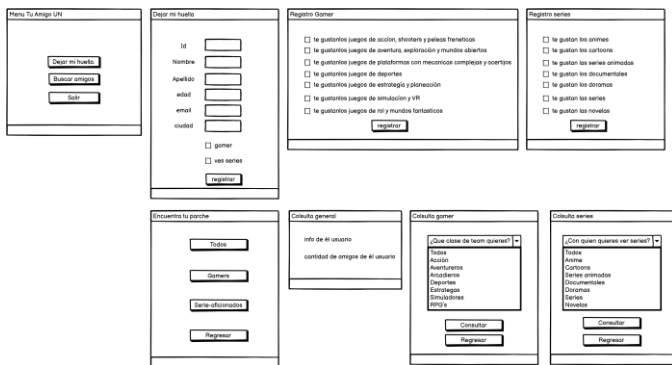 Menu Tu Amigo UN
Dejar mi huella
Buscar amigos
Salir
Dejar mi huella
Id
Nombre
Apellido
edad
email
ciudad
gamer
ves series
registrar
Registro Gamer
te gustanlos juegos de accion, shooters y peleas freneticas
te gustanlos juegos de aventura, exploración y mundos abiertos
te gustanlos juegos de plataformas con mecanicas complejas y acertijos
te gustanlos juegos de deportes
te gustanlos juegos de estrategia y planeación
te gustanlos juegos de simulacion y VR
te gustanlos juegos de rol y mundos fantasticos
registrar
Registro series
te gustan los animes
te gustan los cartoons
te gustan las series animadas
te gustan los documentales
te gustan los doramas
te gustan las series
te gustan las novelas
registrar
Encuentra tu parche
Todos
Gamers
Serie-aficionados
Regresar
Colsulta general
info de él usuario
cantidad de amigos de él usuario
Colsulta gamer
¿Que clase de team quieres?
Todos
Acción
Aventureros
Arcadieros
Deportes
Estrategas
Simuladores
RPG's
Consultar
Regresar
Colsulta series
¿Con quien quieres ver series?
Todos
Anime
Cartoons
Series animadas
Documentales
Doramas
Series
Novelas
Consultar
Regresar